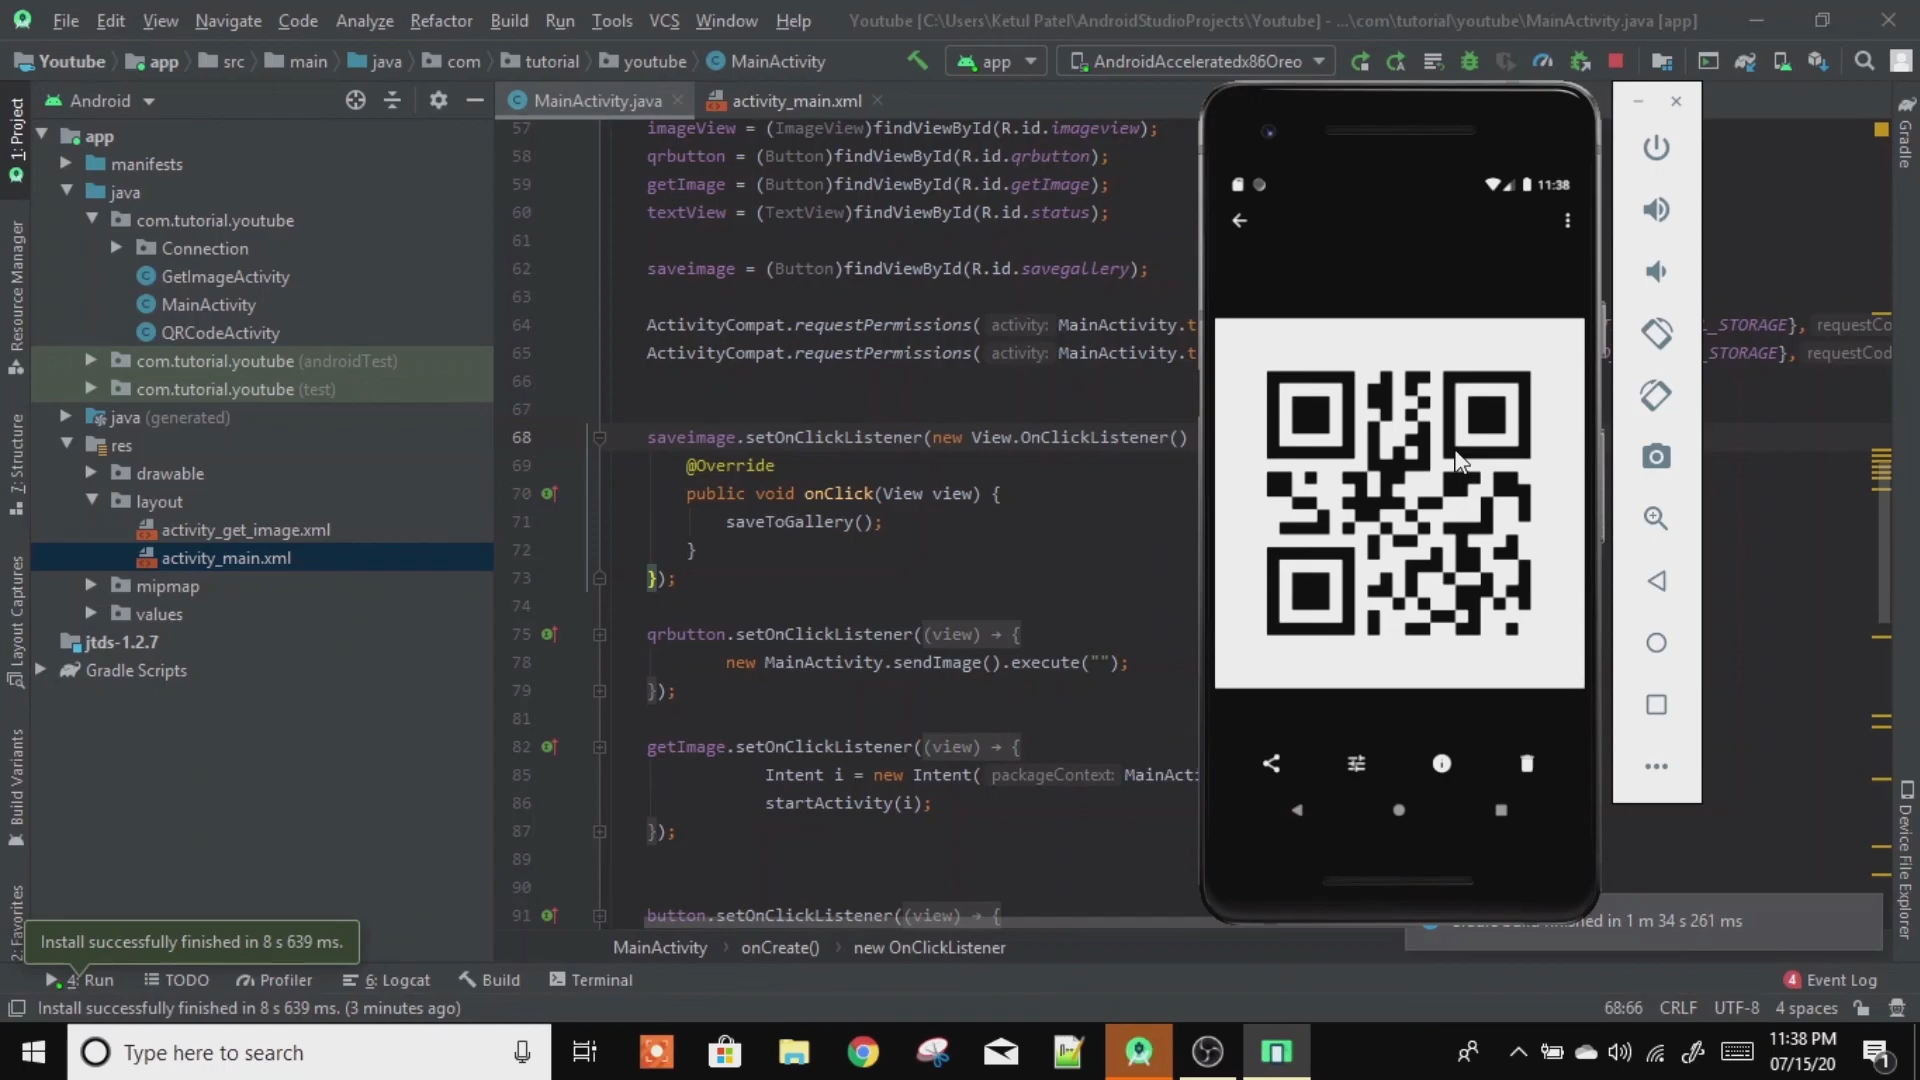 File Edit View Navigate Code Analyze Refactor Build Run Tools VCS Window Help Youtube [C:\Users\Ketul Patel\AndroidStudioProjects\Youtube] - ...\com\tutorial\youtube\MainActivity.java [app]
Youtube app src main java com tutorial youtube MainActivity app AndroidAcceleratedx86Oreo
Android
MainActivity.java activity_main.xml
1: Project
Resource Manager
7: Structure
Layout Captures
Build Variants
2: Favorites
app
manifests
java
com.tutorial.youtube
Connection
GetImageActivity
MainActivity
QRCodeActivity
com.tutorial.youtube (androidTest)
com.tutorial.youtube (test)
java (generated)
res
drawable
layout
activity_get_image.xml
activity_main.xml
mipmap
values
jtds-1.2.7
Gradle Scripts
57 imageView = (ImageView)findViewById(R.id.imageview);
58 qrbutton = (Button)findViewById(R.id.qrbutton);
59 getImage = (Button)findViewById(R.id.getImage);
60 textView = (TextView)findViewById(R.id.status);
61
62 saveimage = (Button)findViewById(R.id.savegallery);
63
64 ActivityCompat.requestPermissions( activity: MainActivity.t _STORAGE}, requestCo
65 ActivityCompat.requestPermissions( activity: MainActivity.t _STORAGE}, requestCod
66
67
68 saveimage.setOnClickListener(new View.OnClickListener()
69 @Override
70 public void onClick(View view) {
71 saveToGallery();
72 }
73 });
74
75 qrbutton.setOnClickListener((view) → {
78 new MainActivity.sendImage().execute("");
79 });
81
82 getImage.setOnClickListener((view) → {
85 Intent i = new Intent( packageContext: MainActi
86 startActivity(i);
87 });
89
90
91 button.setOnClickListener((view) → {
11:38
Gradle
Device File Explorer
Install successfully finished in 8 s 639 ms.
finished in 1 m 34 s 261 ms
MainActivity onCreate() new OnClickListener
4: Run TODO Profiler 6: Logcat Build Terminal 4 Event Log
Install successfully finished in 8 s 639 ms. (3 minutes ago) 68:66 CRLF UTF-8 4 spaces
Type here to search
11:38 PM
07/15/20
1